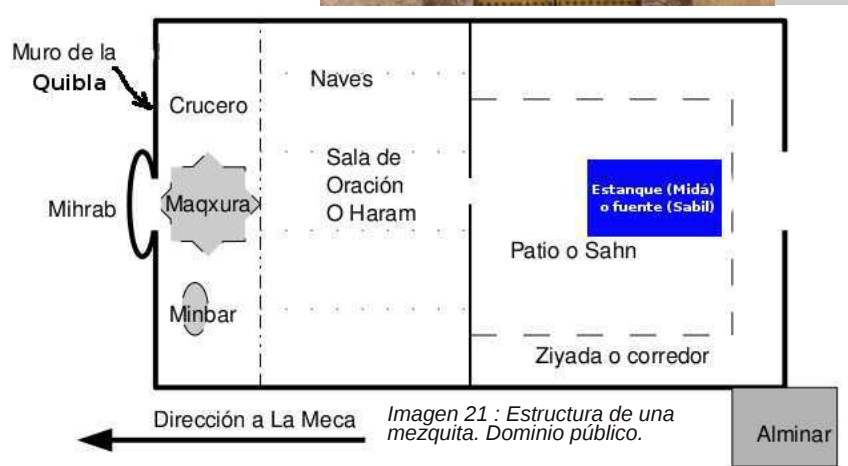 Muro de la
Quibla
Crucero
Naves
Mihrab
Maqxura
Sala de
Oración
O Haram
Estanque (Midá)
o fuente (Sabil)
Patio o Sahn
Minbar
Ziyada o corredor
Dirección a La Meca
Imagen 21 : Estructura de una
mezquita. Dominio público.
Alminar